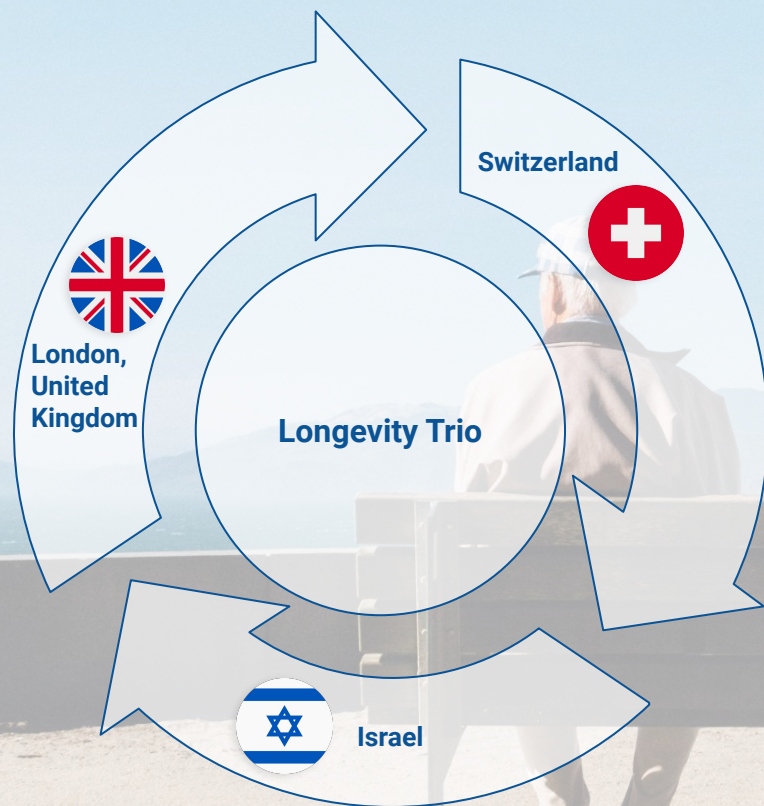 Switzerland
London,
United
Kingdom
Longevity Trio
Israel